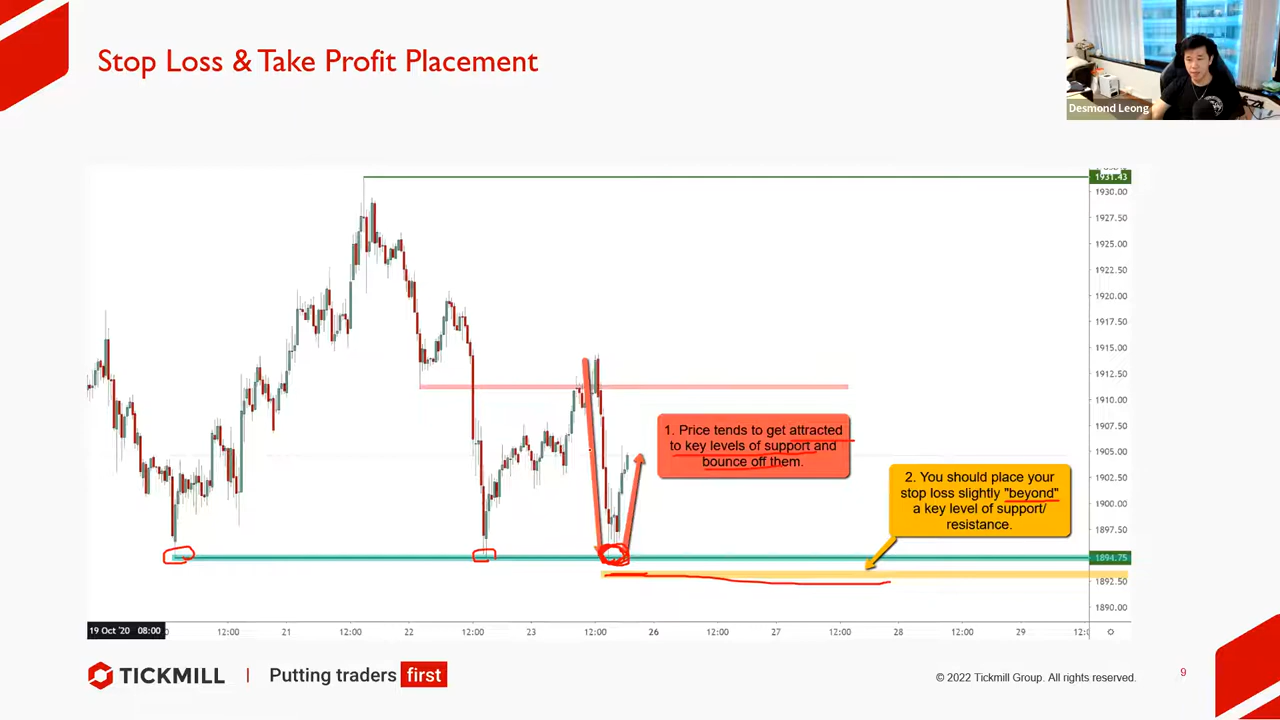 Stop Loss & Take Profit Placement
Desmond Leong
1931.43
1930.00
1927.50
1925.00
1922.50
1920.00
1917.50
1915.00
1912.50
1910.00
1907.50
1905.00
1902.50
1900.00
1897.50
1894.75
1892.50
1890.00
1. Price tends to get attracted
to key levels of support and
bounce off them.
2. You should place your
stop loss slightly "beyond"
a key level of support/
resistance.
19 Oct '20 08:00
12:00 21 12:00 22 12:00 23 12:00 26 12:00 27 12:00 28 12:00 29
TICKMILL | Putting traders first
© 2022 Tickmill Group. All rights reserved.
9